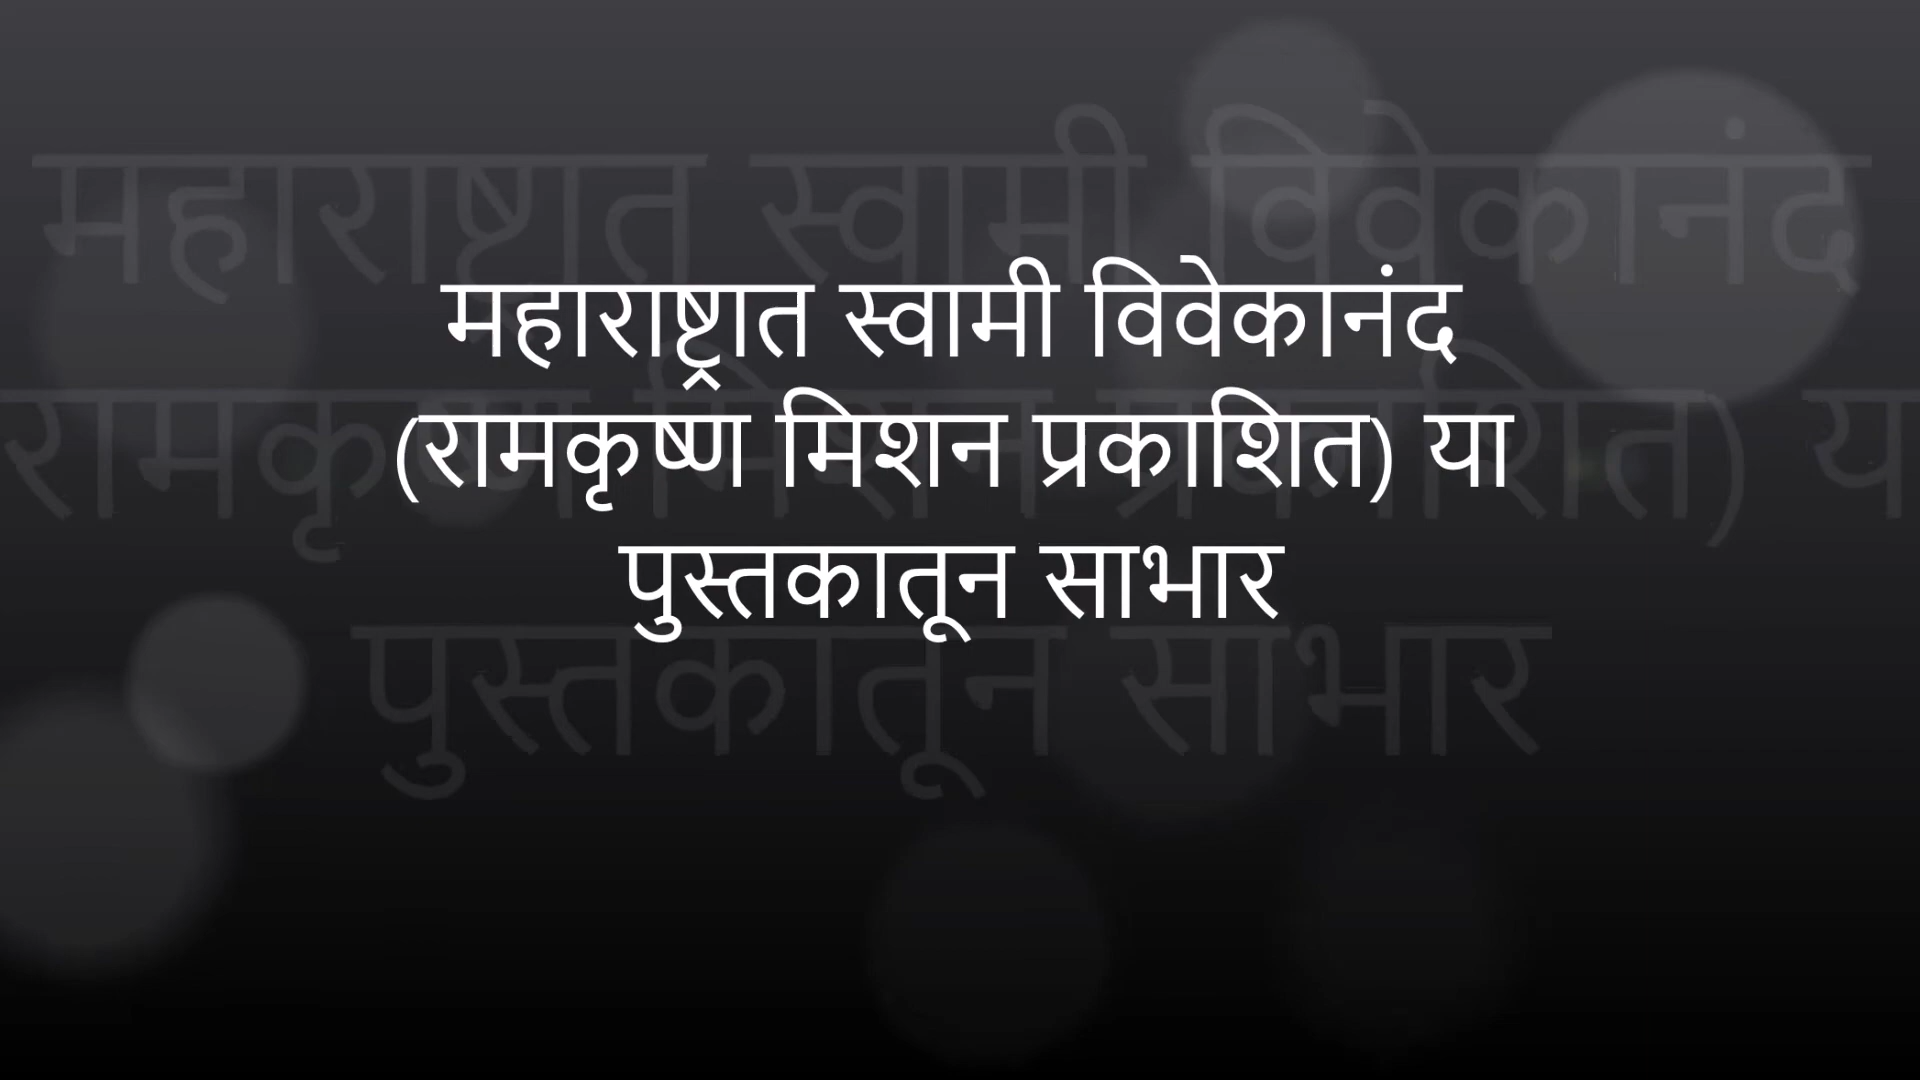 महाराष्ट्रात स्वामी विवेकानंद
(रामकृष्ण मिशन प्रकाशित) या
पुस्तकातून साभार